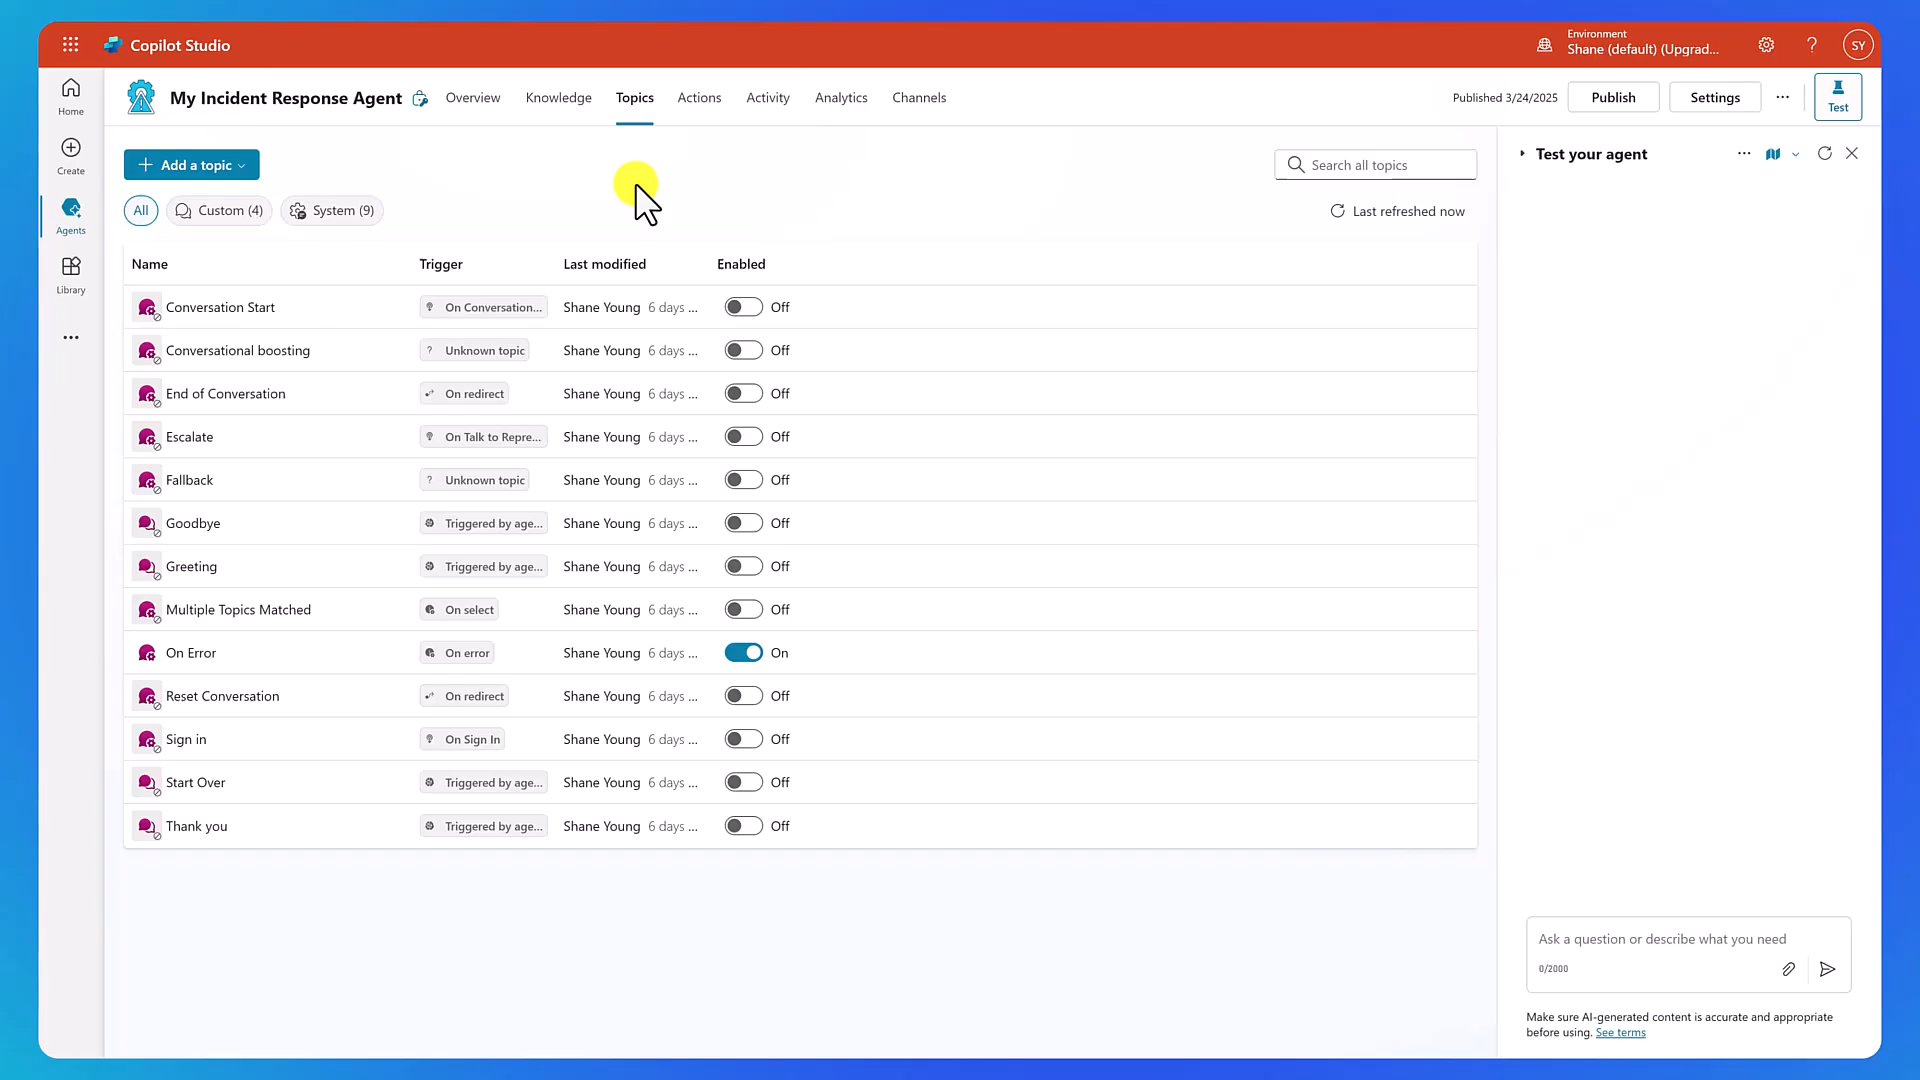 Copilot Studio
Environment
Shane (default) (Upgrad...
?
SY
Home
Create
Agents
Library
My Incident Response Agent
Overview
Knowledge
Topics
Actions
Activity
Analytics
Channels
Published 3/24/2025
Publish
Settings
Test
Add a topic
Search all topics
All
Custom (4)
System (9)
Last refreshed now
Name Trigger Last modified Enabled
Conversation Start On Conversation... Shane Young 6 days ... Off
Conversational boosting ? Unknown topic Shane Young 6 days ... Off
End of Conversation On redirect Shane Young 6 days ... Off
Escalate On Talk to Repre... Shane Young 6 days ... Off
Fallback ? Unknown topic Shane Young 6 days ... Off
Goodbye Triggered by age... Shane Young 6 days ... Off
Greeting Triggered by age... Shane Young 6 days ... Off
Multiple Topics Matched On select Shane Young 6 days ... Off
On Error On error Shane Young 6 days ... On
Reset Conversation On redirect Shane Young 6 days ... Off
Sign in On Sign In Shane Young 6 days ... Off
Start Over Triggered by age... Shane Young 6 days ... Off
Thank you Triggered by age... Shane Young 6 days ... Off
Test your agent
Ask a question or describe what you need
0/2000
Make sure AI-generated content is accurate and appropriate
before using. See terms